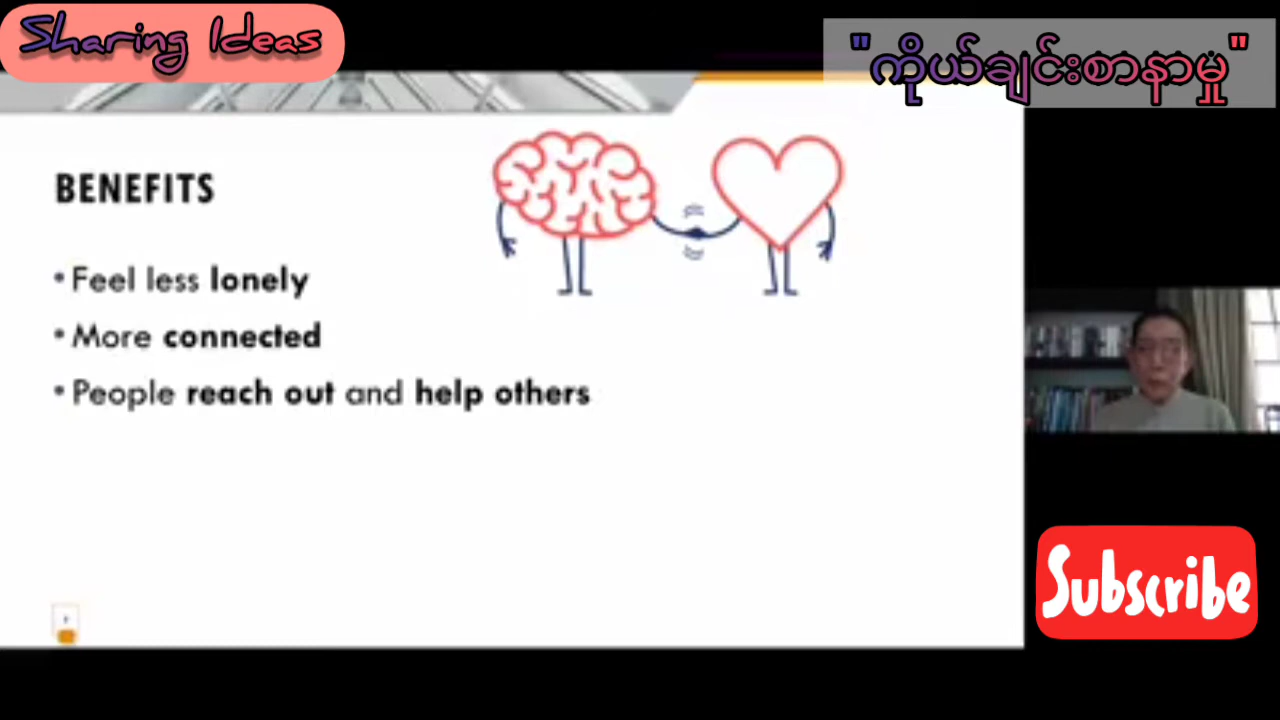 Sharing Ideas
"ကိုယ်ချင်းစာနာမှု"
BENEFITS
• Feel less lonely
• More connected
• People reach out and help others
Subscribe